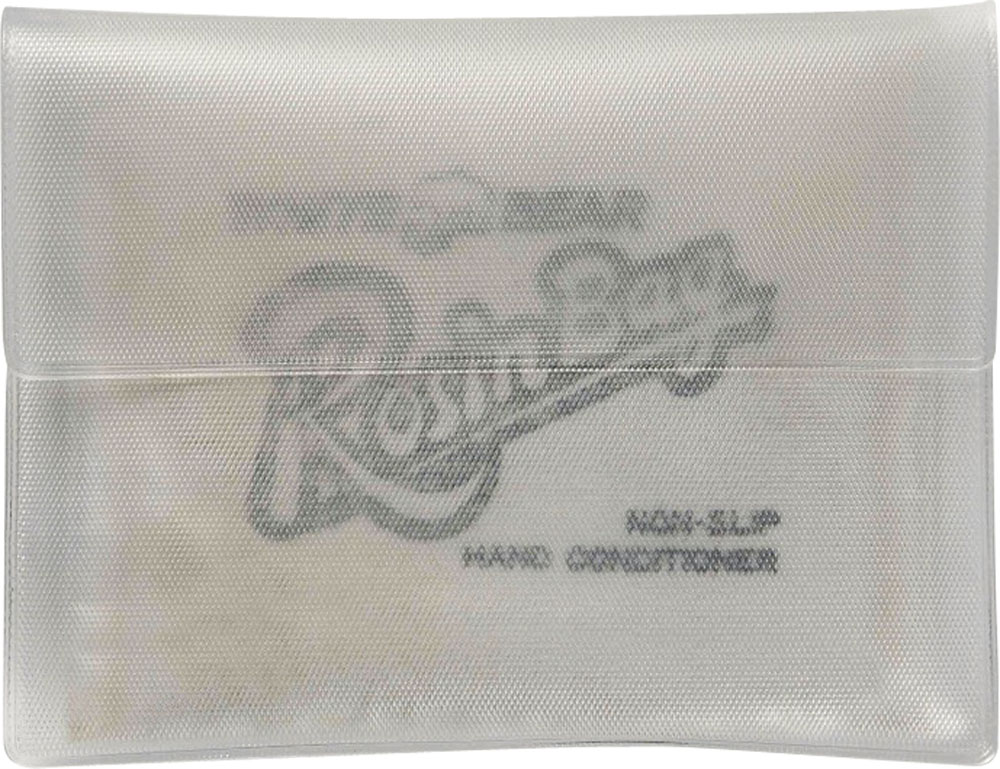 Rosin Bag
NON-SLIP
HAND CONDITIONER